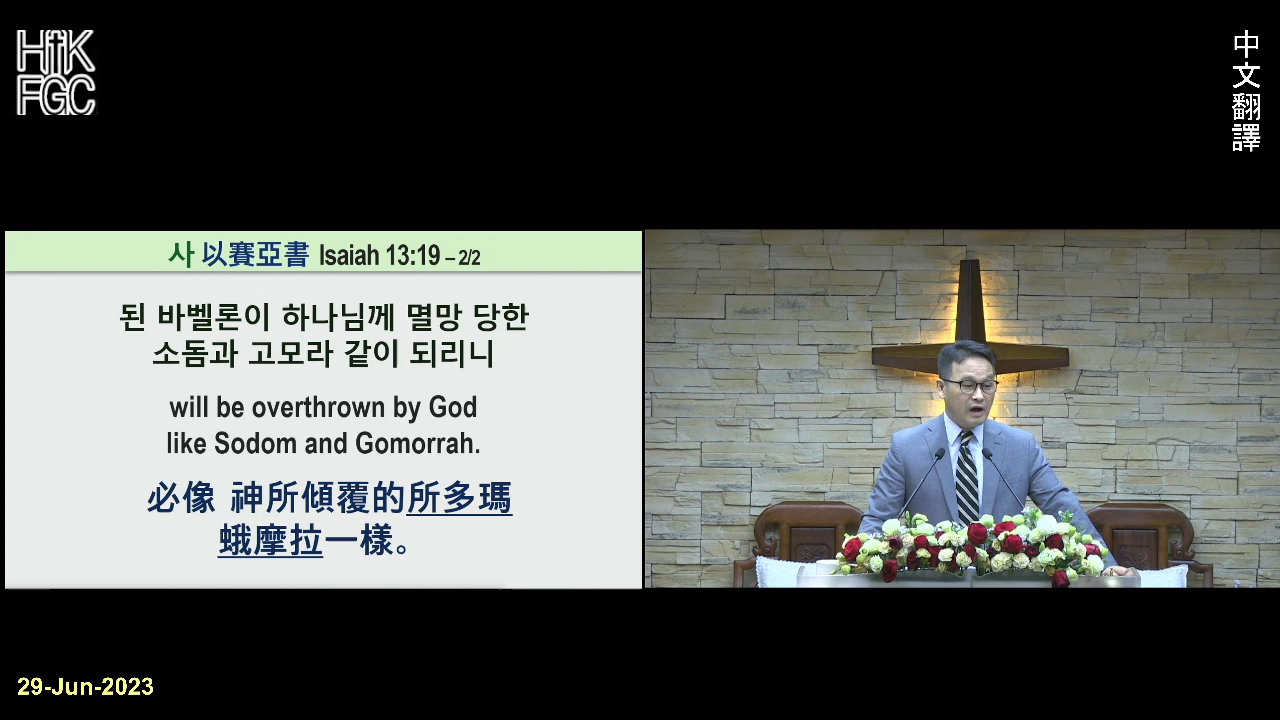 HfK
FGC
中文翻譯
사 以賽亞書 Isaiah 13:19 – 2/2
된 바벨론이 하나님께 멸망 당한
소돔과 고모라 같이 되리니
will be overthrown by God
like Sodom and Gomorrah.
必像 神所傾覆的所多瑪
蛾摩拉一樣。
29-Jun-2023